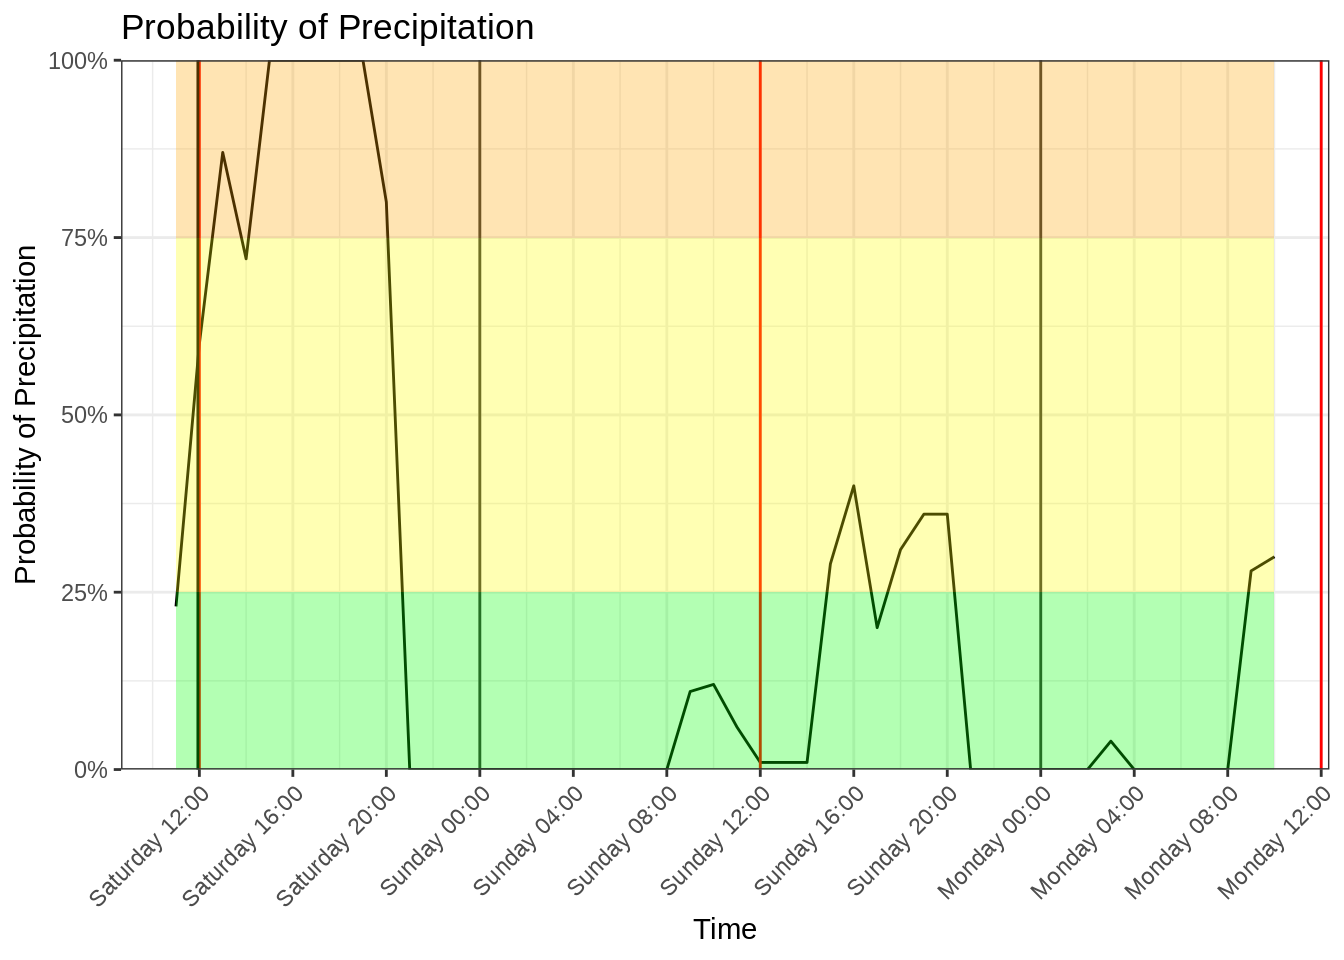 Probability of Precipitation
Probability of Precipitation
100%
75%
50%
25%
0%
Saturday 12:00
Saturday 16:00
Saturday 20:00
Sunday 00:00
Sunday 04:00
Sunday 08:00
Sunday 12:00
Sunday 16:00
Sunday 20:00
Monday 00:00
Monday 04:00
Monday 08:00
Monday 12:00
Time